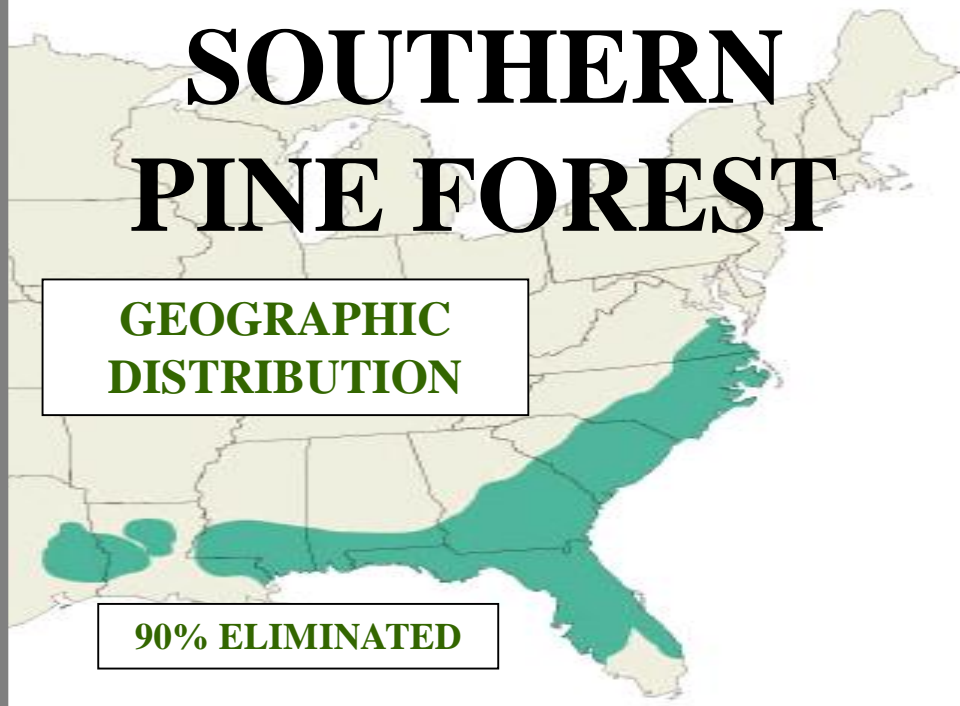 SOUTHERN
PINE FOREST
GEOGRAPHIC
DISTRIBUTION
90% ELIMINATED